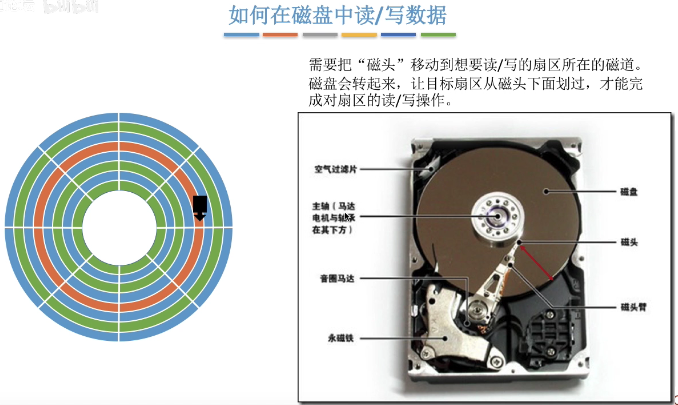 如何在磁盘中读/写数据
需要把“磁头”移动到想要读/写的扇区所在的磁道。
磁盘会转起来，让目标扇区从磁头下面划过，才能完
成对扇区的读/写操作。
空气过滤片
主轴（马达
电机与轴承
在其下方）
音圈马达
永磁铁
磁盘
磁头
磁头臂